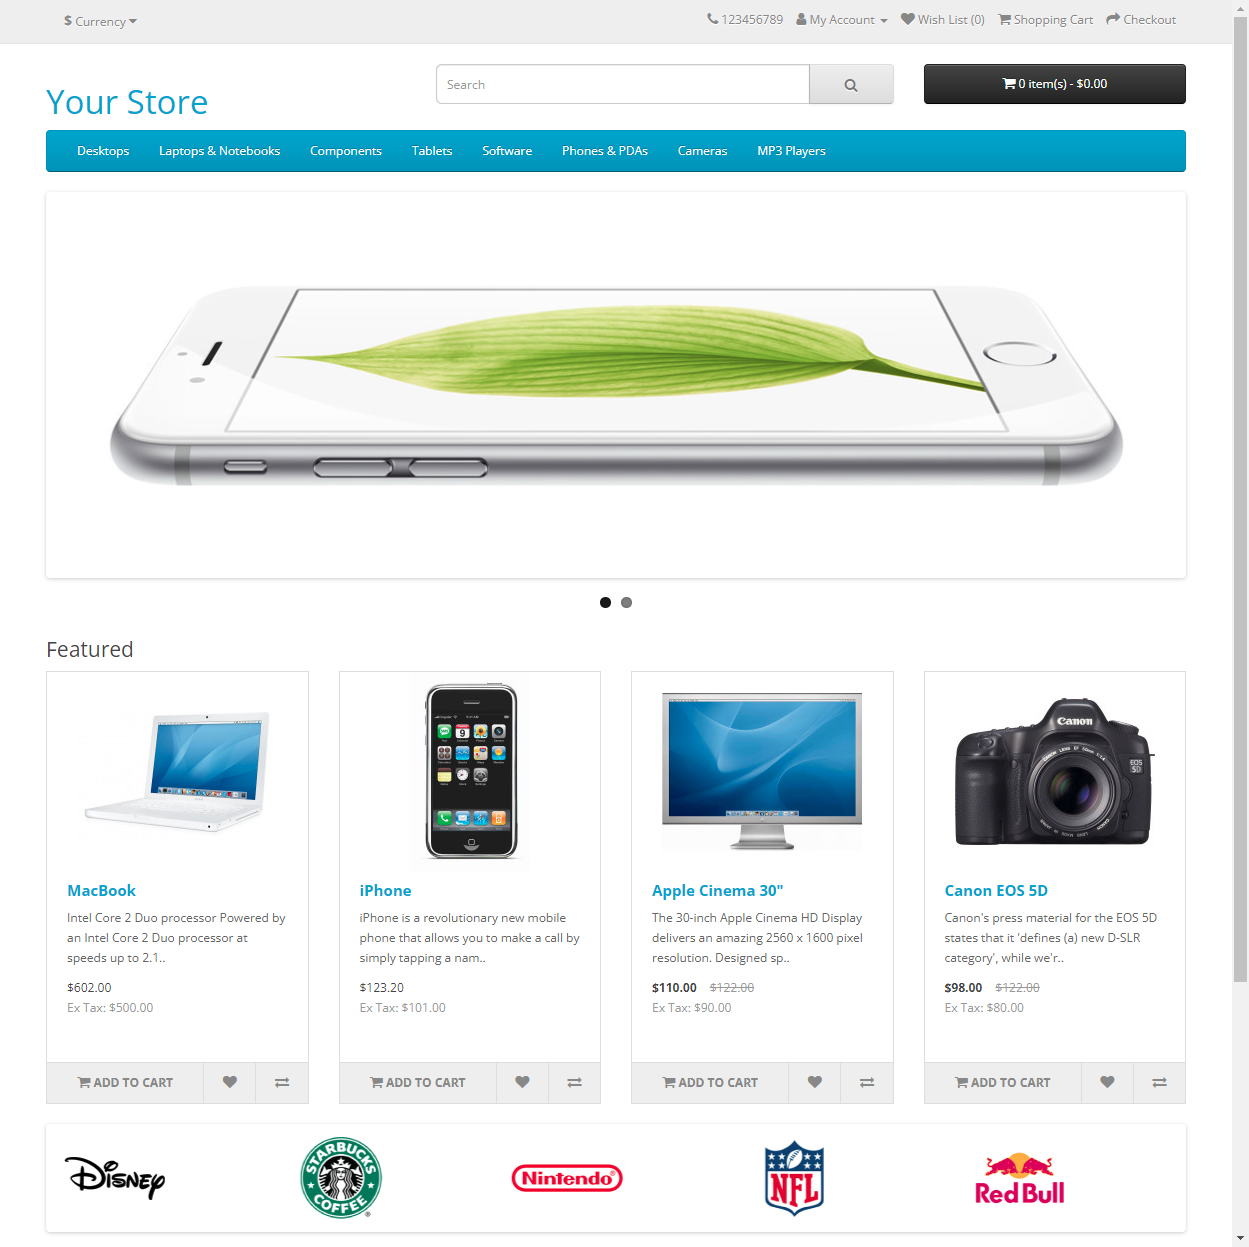 $ Currency
123456789 My Account Wish List (0) Shopping Cart Checkout
Your Store
Search
0 item(s) - $0.00
Desktops Laptops & Notebooks Components Tablets Software Phones & PDAs Cameras MP3 Players
Featured
Canon
EOS
5D
MacBook
Intel Core 2 Duo processor Powered by
an Intel Core 2 Duo processor at
speeds up to 2.1..
$602.00
Ex Tax: $500.00
ADD TO CART
iPhone
iPhone is a revolutionary new mobile
phone that allows you to make a call by
simply tapping a nam..
$123.20
Ex Tax: $101.00
ADD TO CART
Apple Cinema 30"
The 30-inch Apple Cinema HD Display
delivers an amazing 2560 x 1600 pixel
resolution. Designed sp..
$110.00 $122.00
Ex Tax: $90.00
ADD TO CART
Canon EOS 5D
Canon's press material for the EOS 5D
states that it 'defines (a) new D-SLR
category', while we'r..
$98.00 $122.00
Ex Tax: $80.00
ADD TO CART
Disney
STARBUCKS COFFEE
Nintendo
NFL
Red Bull